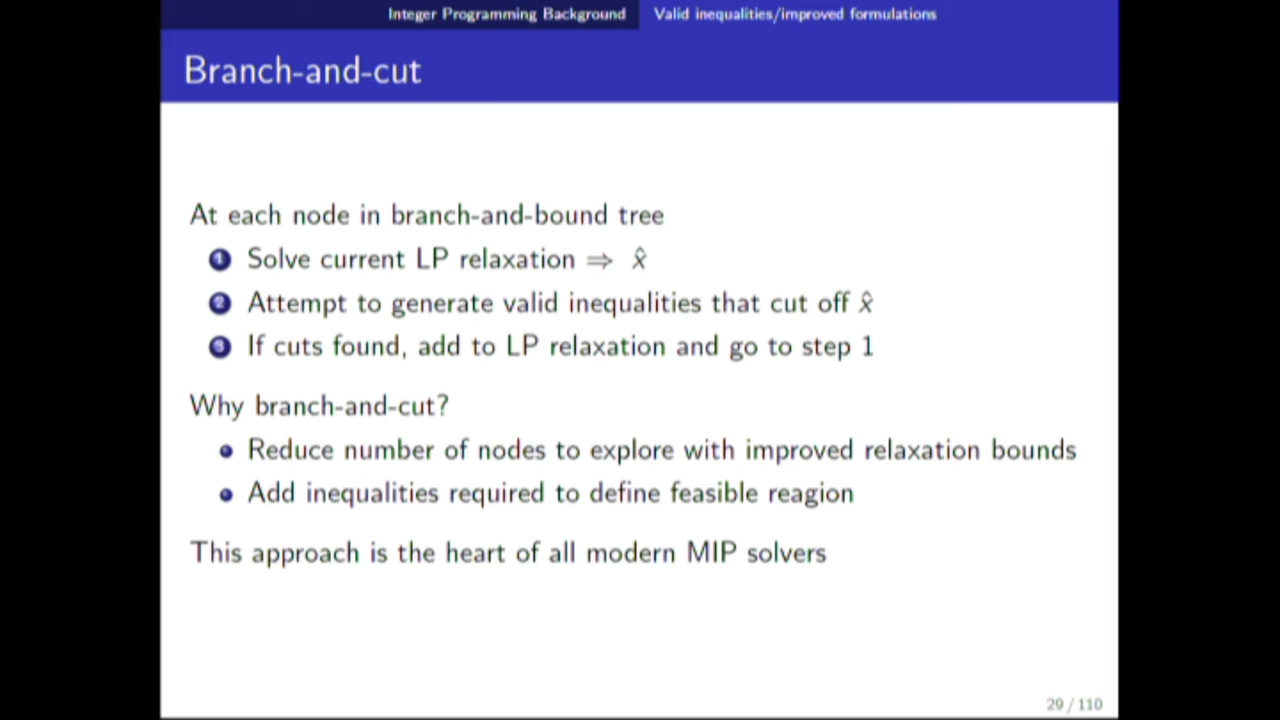 Integer Programming Background Valid inequalities/improved formulations
Branch-and-cut
At each node in branch-and-bound tree
1 Solve current LP relaxation ⇒ x̂
2 Attempt to generate valid inequalities that cut off x̂
3 If cuts found, add to LP relaxation and go to step 1
Why branch-and-cut?
Reduce number of nodes to explore with improved relaxation bounds
Add inequalities required to define feasible reagion
This approach is the heart of all modern MIP solvers
29 / 110